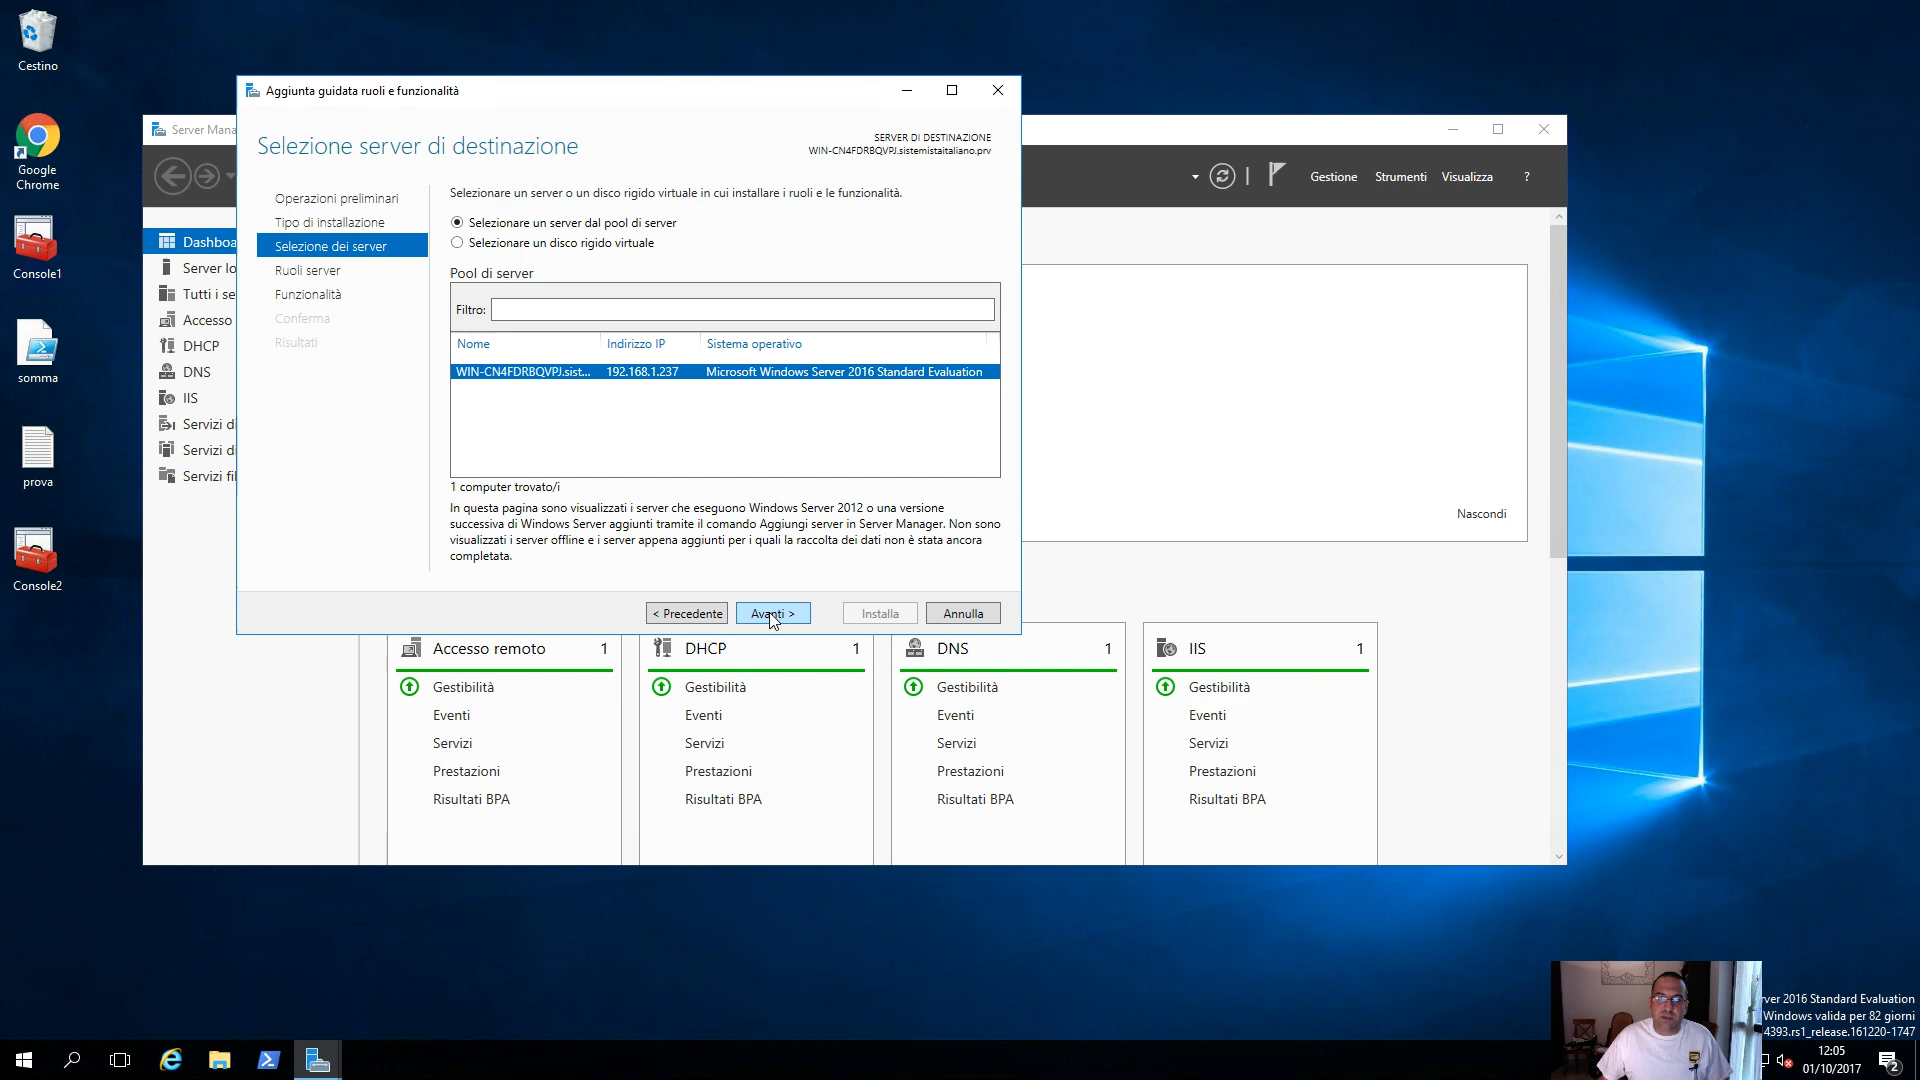 Cestino
Google
Chrome
Console1
somma
prova
Console2
Aggiunta guidata ruoli e funzionalità
Selezione server di destinazione
SERVER DI DESTINAZIONE
WIN-CN4FDRBQVPJ.sistemistaitaliano.prv
Operazioni preliminari
Tipo di installazione
Selezione dei server
Ruoli server
Funzionalità
Conferma
Risultati
Selezionare un server o un disco rigido virtuale in cui installare i ruoli e le funzionalità.
Selezionare un server dal pool di server
Selezionare un disco rigido virtuale
Pool di server
Filtro:
Nome Indirizzo IP Sistema operativo
WIN-CN4FDRBQVPJ.sist... 192.168.1.237 Microsoft Windows Server 2016 Standard Evaluation
1 computer trovato/i
In questa pagina sono visualizzati i server che eseguono Windows Server 2012 o una versione
successiva di Windows Server aggiunti tramite il comando Aggiungi server in Server Manager. Non sono
visualizzati i server offline e i server appena aggiunti per i quali la raccolta dei dati non è stata ancora
completata.
< Precedente Avanti > Installa Annulla
Server Mana
Gestione Strumenti Visualizza ?
Dashboa
Server lo
Tutti i se
Accesso
DHCP
DNS
IIS
Servizi di
Servizi di
Servizi fil
Nascondi
Accesso remoto 1
Gestibilità
Eventi
Servizi
Prestazioni
Risultati BPA
DHCP 1
Gestibilità
Eventi
Servizi
Prestazioni
Risultati BPA
DNS 1
Gestibilità
Eventi
Servizi
Prestazioni
Risultati BPA
IIS 1
Gestibilità
Eventi
Servizi
Prestazioni
Risultati BPA
rver 2016 Standard Evaluation
Windows valida per 82 giorni
4393.rs1_release.161220-1747
12:05
01/10/2017
2